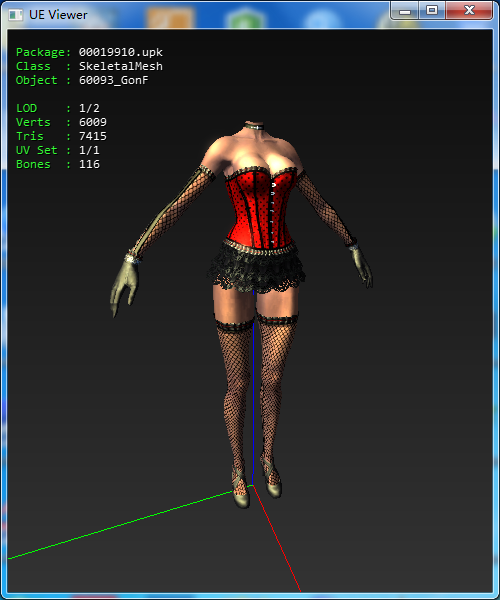 UE Viewer
Package: 00019910.upk
Class  : SkeletalMesh
Object : 60093_GonF
LOD    : 1/2
Verts  : 6009
Tris   : 7415
UV Set : 1/1
Bones  : 116